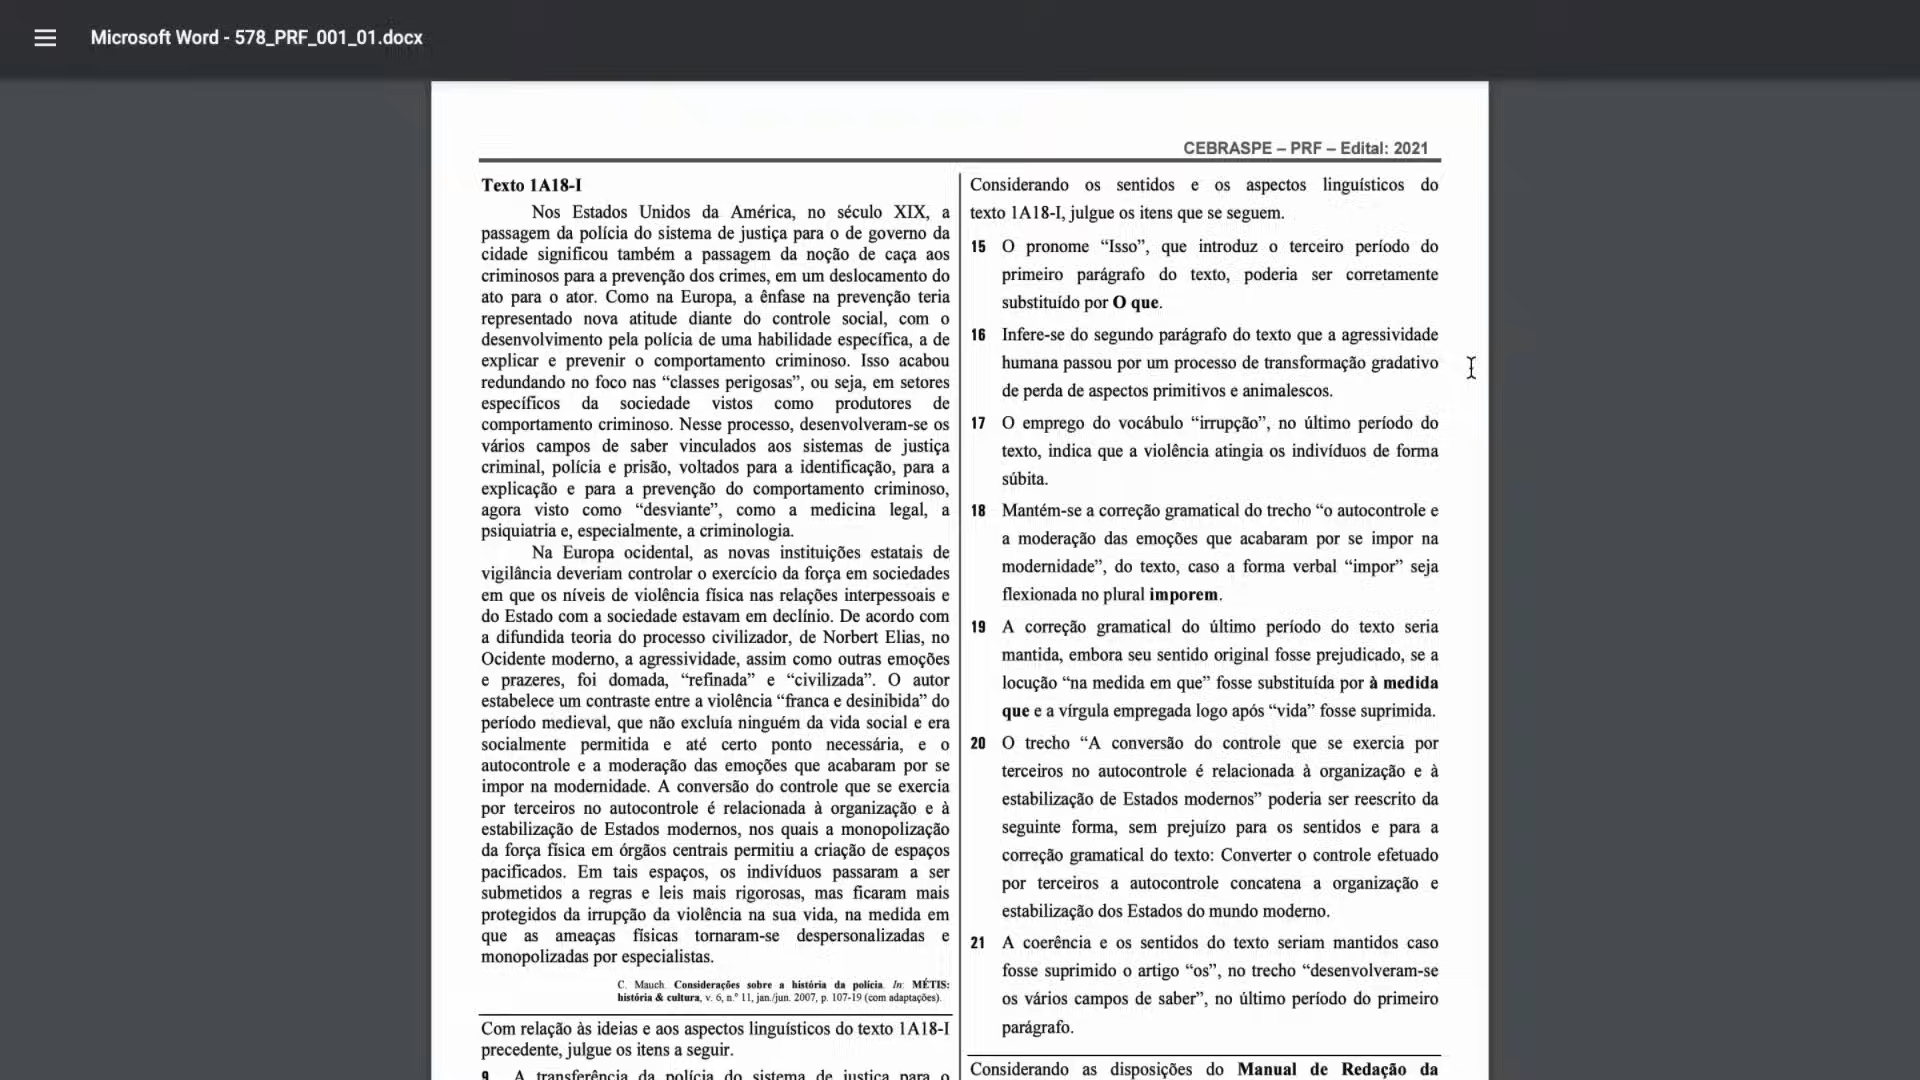 Microsoft Word - 578_PRF_001_01.docx
CEBRASPE – PRF – Edital: 2021
Texto 1A18-I
Nos Estados Unidos da América, no século XIX, a
passagem da polícia do sistema de justiça para o de governo da
cidade significou também a passagem da noção de caça aos
criminosos para a prevenção dos crimes, em um deslocamento do
ato para o ator. Como na Europa, a ênfase na prevenção teria
representado nova atitude diante do controle social, com o
desenvolvimento pela polícia de uma habilidade específica, a de
explicar e prevenir o comportamento criminoso. Isso acabou
redundando no foco nas “classes perigosas”, ou seja, em setores
específicos da sociedade vistos como produtores de
comportamento criminoso. Nesse processo, desenvolveram-se os
vários campos de saber vinculados aos sistemas de justiça
criminal, polícia e prisão, voltados para a identificação, para a
explicação e para a prevenção do comportamento criminoso,
agora visto como “desviante”, como a medicina legal, a
psiquiatria e, especialmente, a criminologia.
Na Europa ocidental, as novas instituições estatais de
vigilância deveriam controlar o exercício da força em sociedades
em que os níveis de violência física nas relações interpessoais e
do Estado com a sociedade estavam em declínio. De acordo com
a difundida teoria do processo civilizador, de Norbert Elias, no
Ocidente moderno, a agressividade, assim como outras emoções
e prazeres, foi domada, “refinada” e “civilizada”. O autor
estabelece um contraste entre a violência “franca e desinibida” do
período medieval, que não excluía ninguém da vida social e era
socialmente permitida e até certo ponto necessária, e o
autocontrole e a moderação das emoções que acabaram por se
impor na modernidade. A conversão do controle que se exercia
por terceiros no autocontrole é relacionada à organização e à
estabilização de Estados modernos, nos quais a monopolização
da força física em órgãos centrais permitiu a criação de espaços
pacificados. Em tais espaços, os indivíduos passaram a ser
submetidos a regras e leis mais rigorosas, mas ficaram mais
protegidos da irrupção da violência na sua vida, na medida em
que as ameaças físicas tornaram-se despersonalizadas e
monopolizadas por especialistas.
C. Mauch. Considerações sobre a história da polícia. In: MÉTIS:
história & cultura, v. 6, n.º 11, jan./jun. 2007, p. 107-19 (com adaptações).
Com relação às ideias e aos aspectos linguísticos do texto 1A18-I
precedente, julgue os itens a seguir.
9 A transferência da polícia do sistema de justiça para o
Considerando os sentidos e os aspectos linguísticos do
texto 1A18-I, julgue os itens que se seguem.
15 O pronome “Isso”, que introduz o terceiro período do
primeiro parágrafo do texto, poderia ser corretamente
substituído por O que.
16 Infere-se do segundo parágrafo do texto que a agressividade
humana passou por um processo de transformação gradativo
de perda de aspectos primitivos e animalescos.
17 O emprego do vocábulo “irrupção”, no último período do
texto, indica que a violência atingia os indivíduos de forma
súbita.
18 Mantém-se a correção gramatical do trecho “o autocontrole e
a moderação das emoções que acabaram por se impor na
modernidade”, do texto, caso a forma verbal “impor” seja
flexionada no plural imporem.
19 A correção gramatical do último período do texto seria
mantida, embora seu sentido original fosse prejudicado, se a
locução “na medida em que” fosse substituída por à medida
que e a vírgula empregada logo após “vida” fosse suprimida.
20 O trecho “A conversão do controle que se exercia por
terceiros no autocontrole é relacionada à organização e à
estabilização de Estados modernos” poderia ser reescrito da
seguinte forma, sem prejuízo para os sentidos e para a
correção gramatical do texto: Converter o controle efetuado
por terceiros a autocontrole concatena a organização e
estabilização dos Estados do mundo moderno.
21 A coerência e os sentidos do texto seriam mantidos caso
fosse suprimido o artigo “os”, no trecho “desenvolveram-se
os vários campos de saber”, no último período do primeiro
parágrafo.
Considerando as disposições do Manual de Redação da